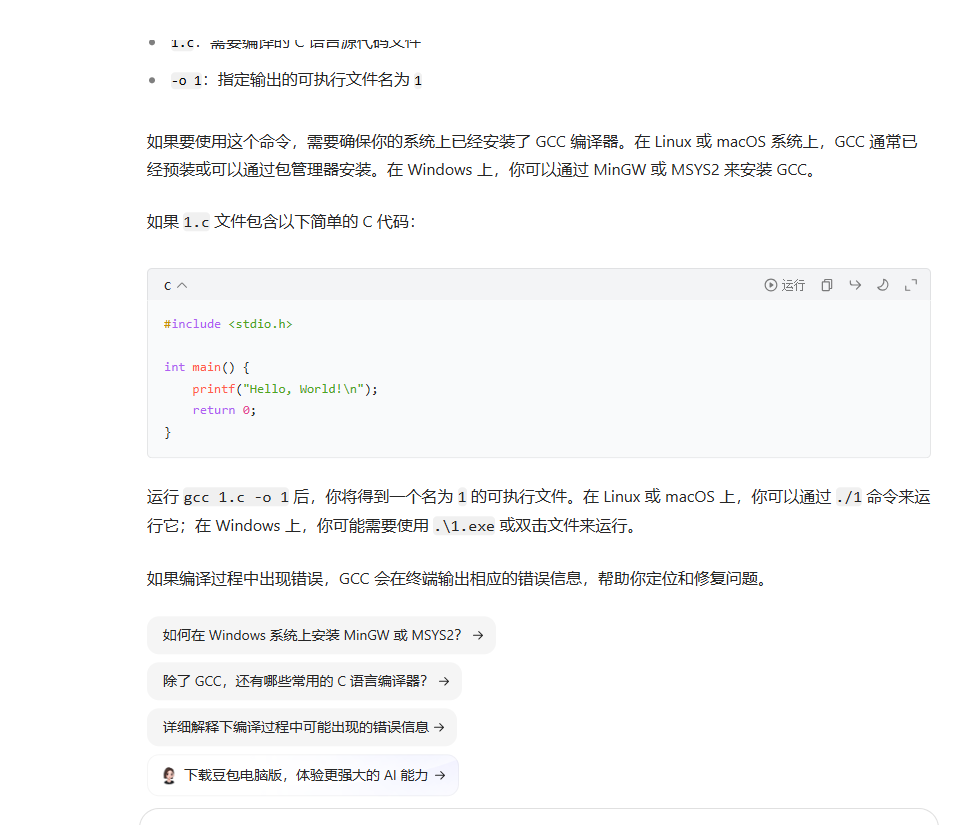 1.c：需要编译的 C 语言源代码文件
-o 1：指定输出的可执行文件名为 1
如果要使用这个命令，需要确保你的系统上已经安装了 GCC 编译器。在 Linux 或 macOS 系统上，GCC 通常已
经预装或可以通过包管理器安装。在 Windows 上，你可以通过 MinGW 或 MSYS2 来安装 GCC。
如果 1.c 文件包含以下简单的 C 代码：
C 运行
#include <stdio.h>
int main() {
    printf("Hello, World!\n");
    return 0;
}
运行 gcc 1.c -o 1 后，你将得到一个名为 1 的可执行文件。在 Linux 或 macOS 上，你可以通过 ./1 命令来运
行它；在 Windows 上，你可能需要使用 .\1.exe 或双击文件来运行。
如果编译过程中出现错误，GCC 会在终端输出相应的错误信息，帮助你定位和修复问题。
如何在 Windows 系统上安装 MinGW 或 MSYS2？ →
除了 GCC，还有哪些常用的 C 语言编译器？ →
详细解释下编译过程中可能出现的错误信息 →
下载豆包电脑版，体验更强大的 AI 能力 →